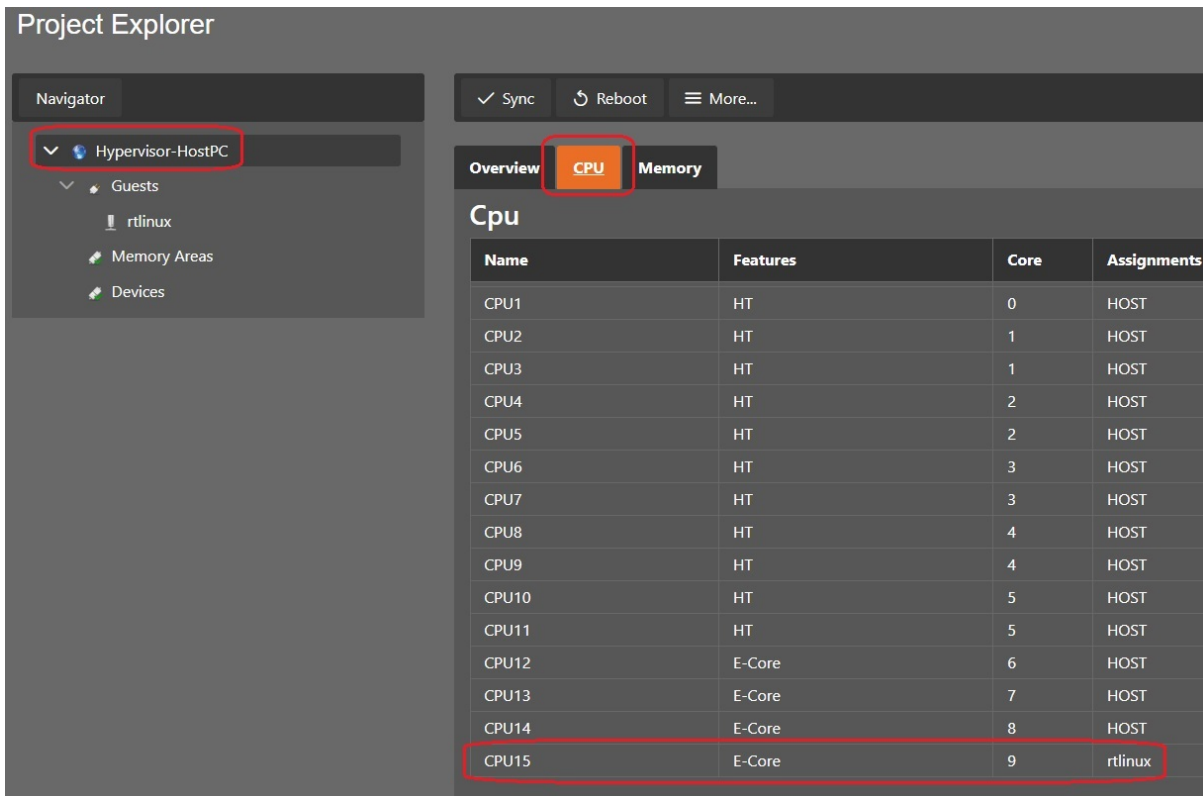 Project Explorer
Navigator
Hypervisor-HostPC
Guests
rtlinux
Memory Areas
Devices
Sync Reboot More...
Overview CPU Memory
Cpu
Name Features Core Assignments
CPU1 HT 0 HOST
CPU2 HT 1 HOST
CPU3 HT 1 HOST
CPU4 HT 2 HOST
CPU5 HT 2 HOST
CPU6 HT 3 HOST
CPU7 HT 3 HOST
CPU8 HT 4 HOST
CPU9 HT 4 HOST
CPU10 HT 5 HOST
CPU11 HT 5 HOST
CPU12 E-Core 6 HOST
CPU13 E-Core 7 HOST
CPU14 E-Core 8 HOST
CPU15 E-Core 9 rtlinux